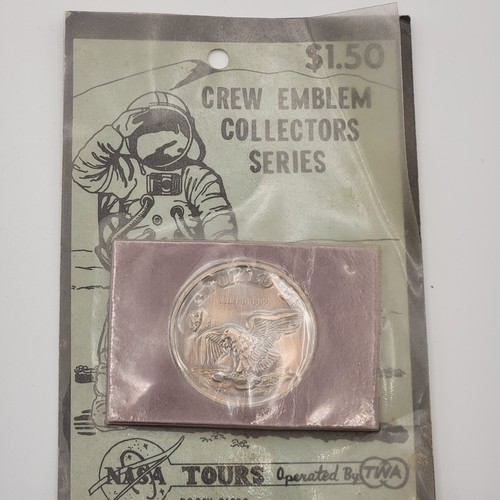 $1.50
CREW EMBLEM
COLLECTORS
SERIES
NASA TOURS Operated By TWA